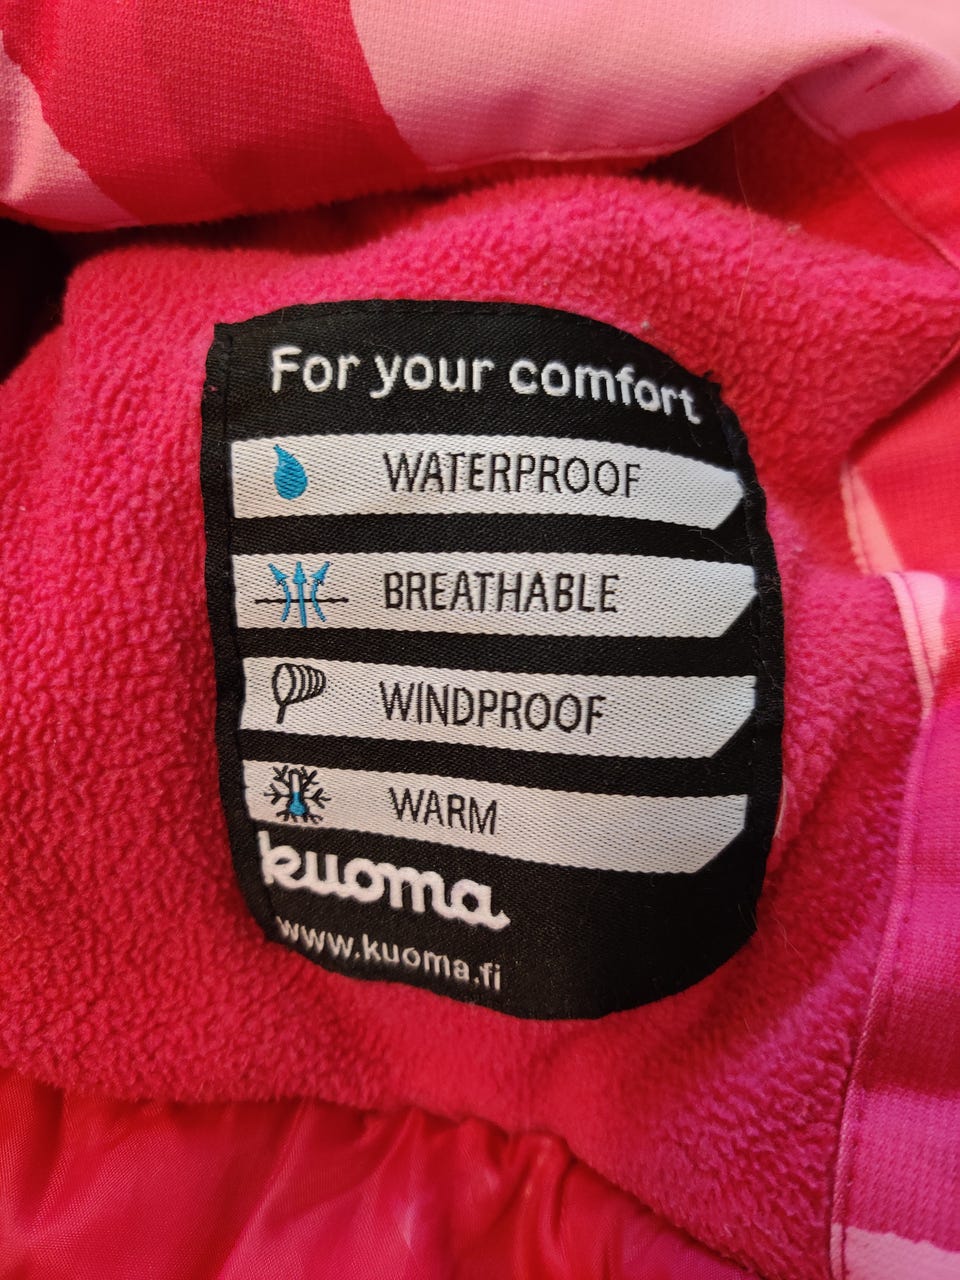 For your comfort
WATERPROOF
BREATHABLE
WINDPROOF
WARM
kuoma
www.kuoma.fi